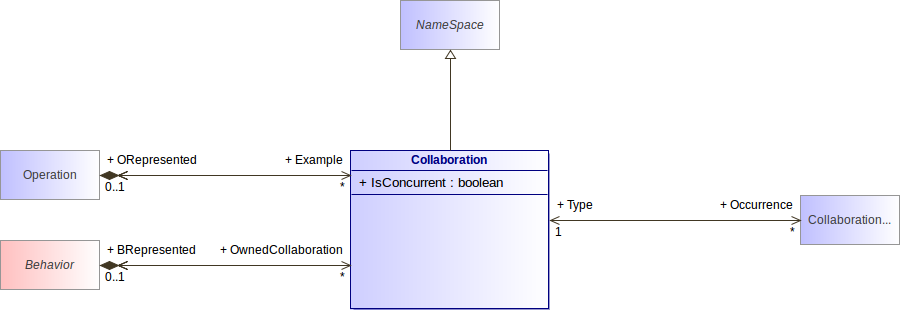 NameSpace
Collaboration
+ IsConcurrent : boolean
Operation
+ ORepresented
0..1
+ Example
*
Behavior
+ BRepresented
0..1
+ OwnedCollaboration
*
+ Type
1
+ Occurrence
*
Collaboration...